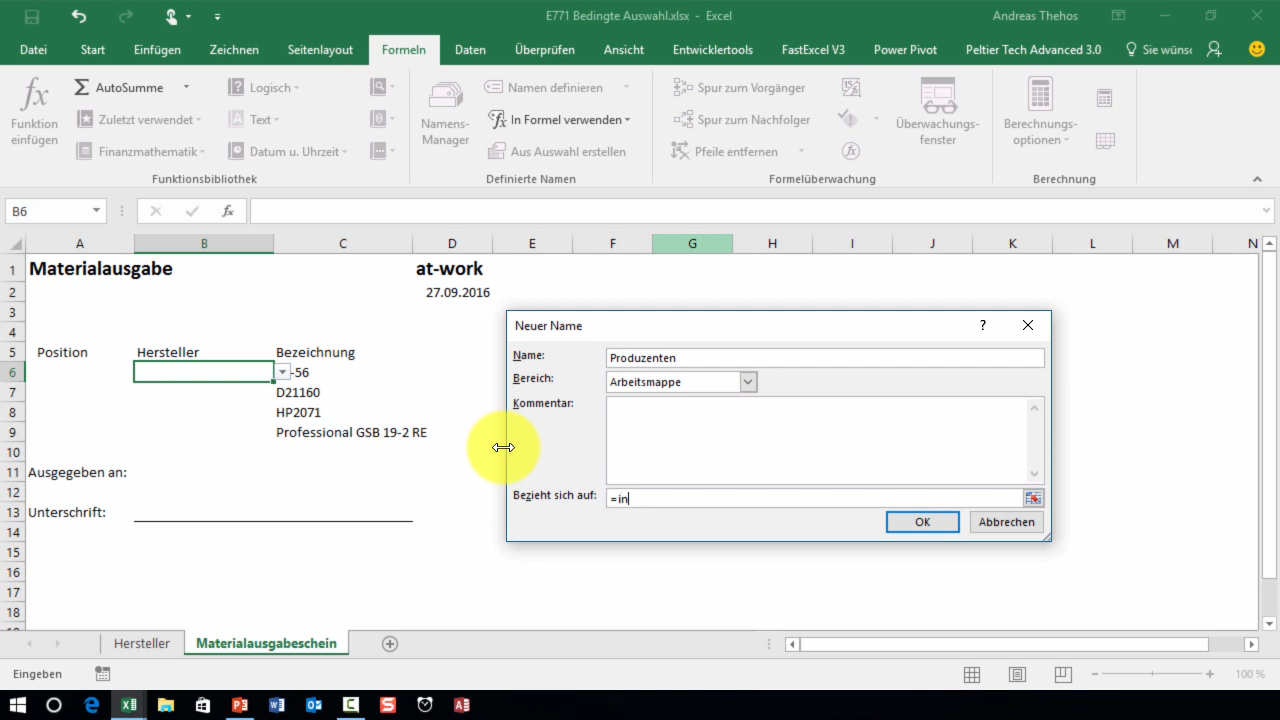 E771 Bedingte Auswahl.xlsx - Excel
Andreas Thehos
Datei Start Einfügen Zeichnen Seitenlayout Formeln Daten Überprüfen Ansicht Entwicklertools FastExcel V3 Power Pivot Peltier Tech Advanced 3.0 Sie wüns
fx Funktion einfügen
AutoSumme
Zuletzt verwendet
Finanzmathematik
Logisch
Text
Datum u. Uhrzeit
Funktionsbibliothek
Namens-Manager
Namen definieren
In Formel verwenden
Aus Auswahl erstellen
Definierte Namen
Spur zum Vorgänger
Spur zum Nachfolger
Pfeile entfernen
Überwachungs-
fenster
Formelüberwachung
Berechnungs-
optionen
Berechnung
B6 fx
A B C D E F G H I J K L M N
1 Materialausgabe at-work
2 27.09.2016
3
4
5 Position Hersteller Bezeichnung
6 -56
7 D21160
8 HP2071
9 Professional GSB 19-2 RE
10
11 Ausgegeben an:
12
13 Unterschrift:
14
15
16
17
18
Neuer Name ?
Name: Produzenten
Bereich: Arbeitsmappe
Kommentar:
Bezieht sich auf: =in
OK Abbrechen
Hersteller Materialausgabeschein
Eingeben 100 %